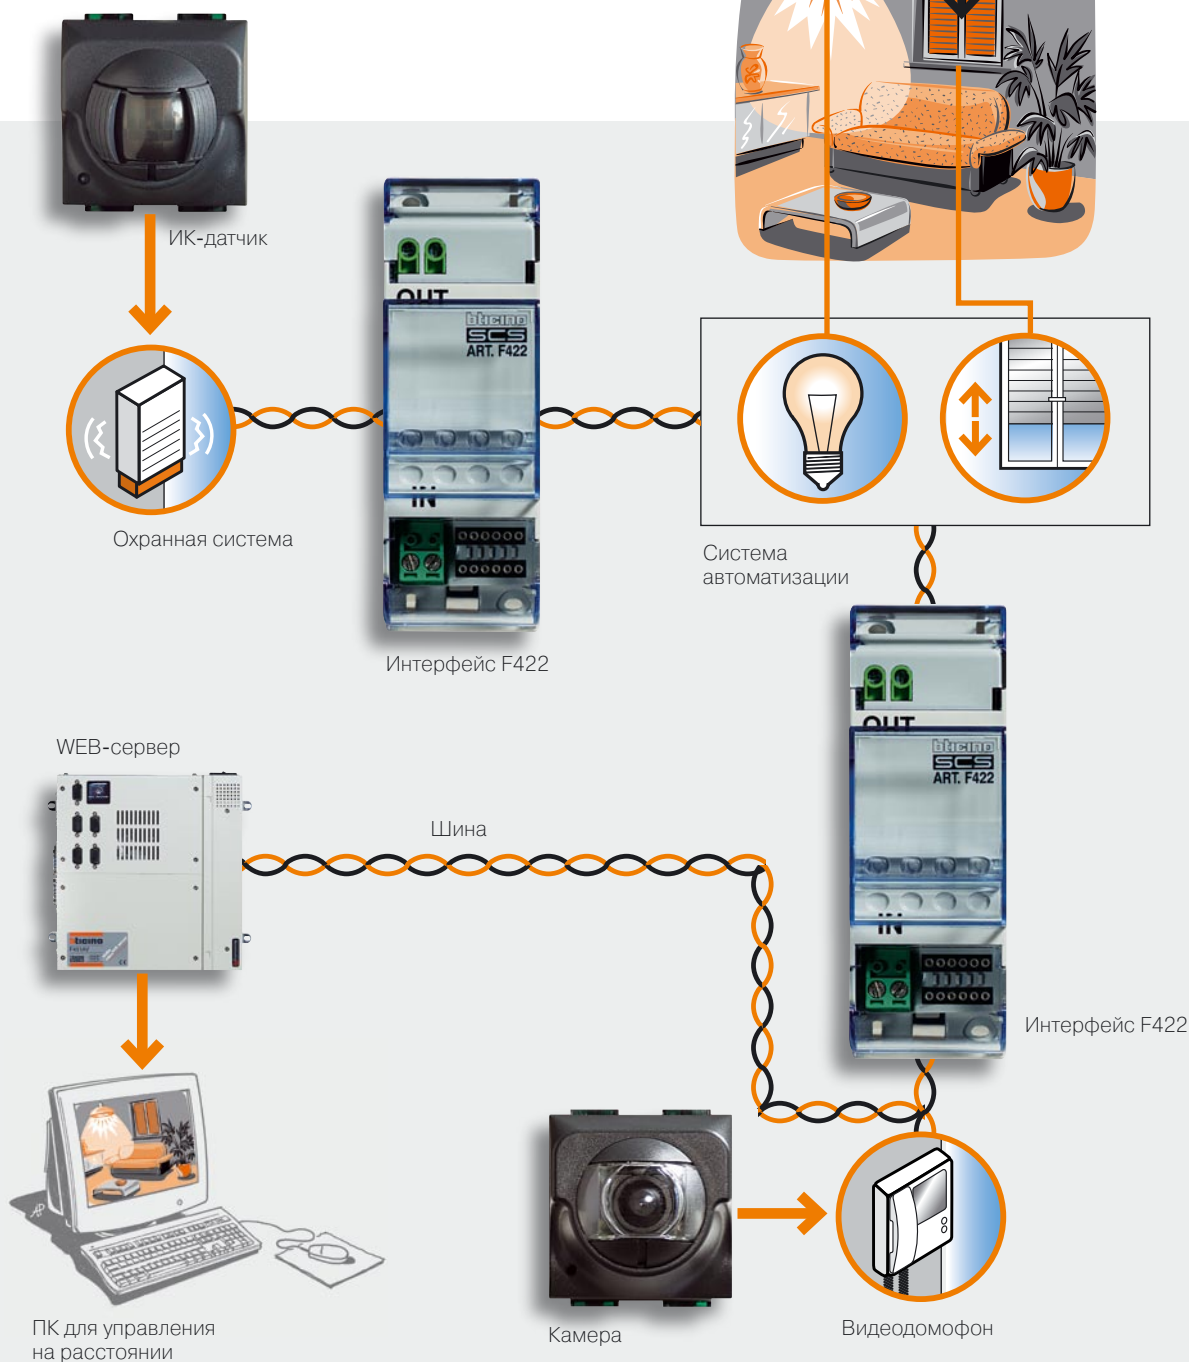 ИК-датчик
OUT
bticino
SCS
ART. F422
IN
Охранная система
Система
автоматизации
Интерфейс F422
OUT
bticino
SCS
ART. F422
IN
WEB-сервер
Шина
bticino
Интерфейс F422
ПК для управления
на расстоянии
Камера
Видеодомофон